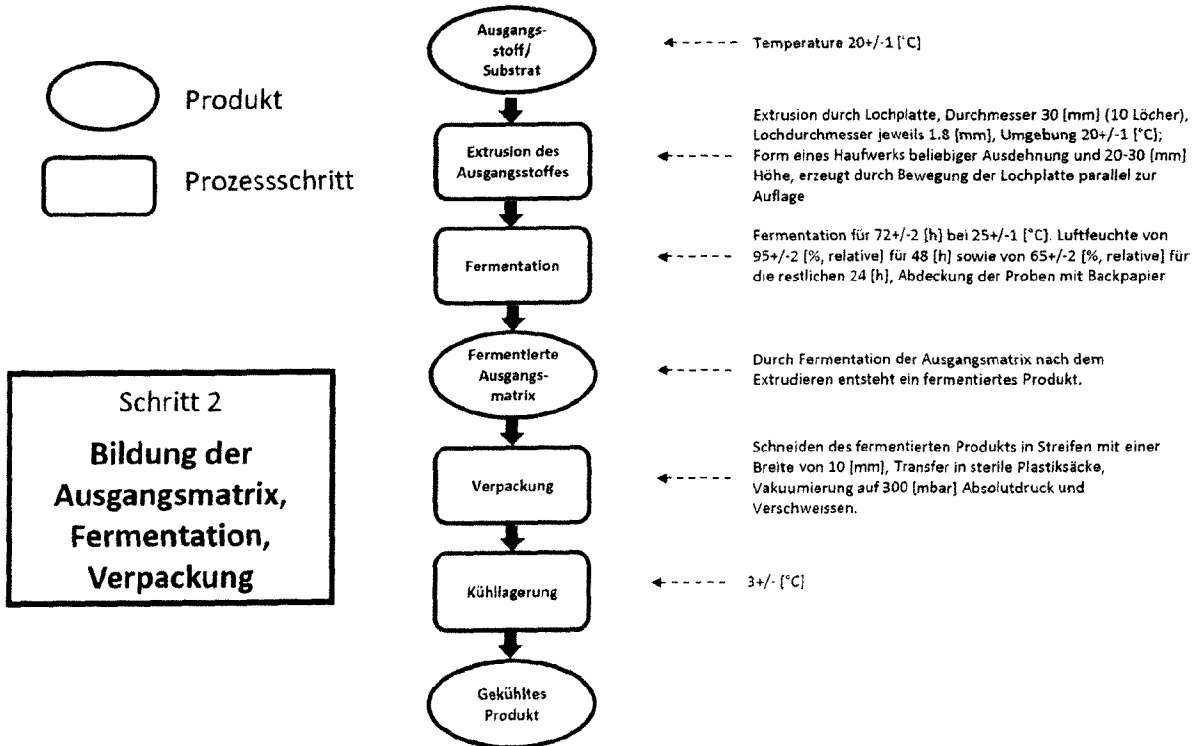 Produkt
Prozessschritt
Schritt 2
Bildung der
Ausgangsmatrix,
Fermentation,
Verpackung
Ausgangs-
stoff/
Substrat
Temperature 20+/-1 [°C]
Extrusion des
Ausgangsstoffes
Extrusion durch Lochplatte, Durchmesser 30 [mm] (10 Löcher),
Lochdurchmesser jeweils 1.8 [mm], Umgebung 20+/-1 [°C];
Form eines Haufwerks beliebiger Ausdehnung und 20-30 [mm]
Höhe, erzeugt durch Bewegung der Lochplatte parallel zur
Auflage
Fermentation
Fermentation für 72+/-2 [h] bei 25+/-1 [°C]. Luftfeuchte von
95+/-2 [%, relative] für 48 [h] sowie von 65+/-2 [%, relative] für
die restlichen 24 [h], Abdeckung der Proben mit Backpapier
Fermentierte
Ausgangs-
matrix
Durch Fermentation der Ausgangsmatrix nach dem
Extrudieren entsteht ein fermentiertes Produkt.
Verpackung
Schneiden des fermentierten Produkts in Streifen mit einer
Breite von 10 [mm], Transfer in sterile Plastiksäcke,
Vakuumierung auf 300 [mbar] Absolutdruck und
Verschweissen.
Kühllagerung
3+/- [°C]
Gekühltes
Produkt